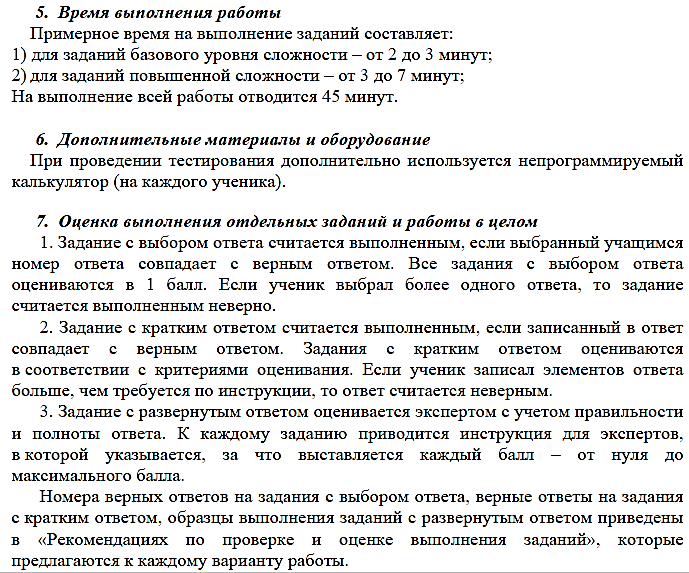 5. Время выполнения работы
Примерное время на выполнение заданий составляет:
1) для заданий базового уровня сложности – от 2 до 3 минут;
2) для заданий повышенной сложности – от 3 до 7 минут;
На выполнение всей работы отводится 45 минут.
6. Дополнительные материалы и оборудование
При проведении тестирования дополнительно используется непрограммируемый
калькулятор (на каждого ученика).
7. Оценка выполнения отдельных заданий и работы в целом
1. Задание с выбором ответа считается выполненным, если выбранный учащимся
номер ответа совпадает с верным ответом. Все задания с выбором ответа
оцениваются в 1 балл. Если ученик выбрал более одного ответа, то задание
считается выполненным неверно.
2. Задание с кратким ответом считается выполненным, если записанный в ответ
совпадает с верным ответом. Задания с кратким ответом оцениваются
в соответствии с критериями оценивания. Если ученик записал элементов ответа
больше, чем требуется по инструкции, то ответ считается неверным.
3. Задание с развернутым ответом оценивается экспертом с учетом правильности
и полноты ответа. К каждому заданию приводится инструкция для экспертов,
в которой указывается, за что выставляется каждый балл – от нуля до
максимального балла.
Номера верных ответов на задания с выбором ответа, верные ответы на задания
с кратким ответом, образцы выполнения заданий с развернутым ответом приведены
в «Рекомендациях по проверке и оценке выполнения заданий», которые
предлагаются к каждому варианту работы.